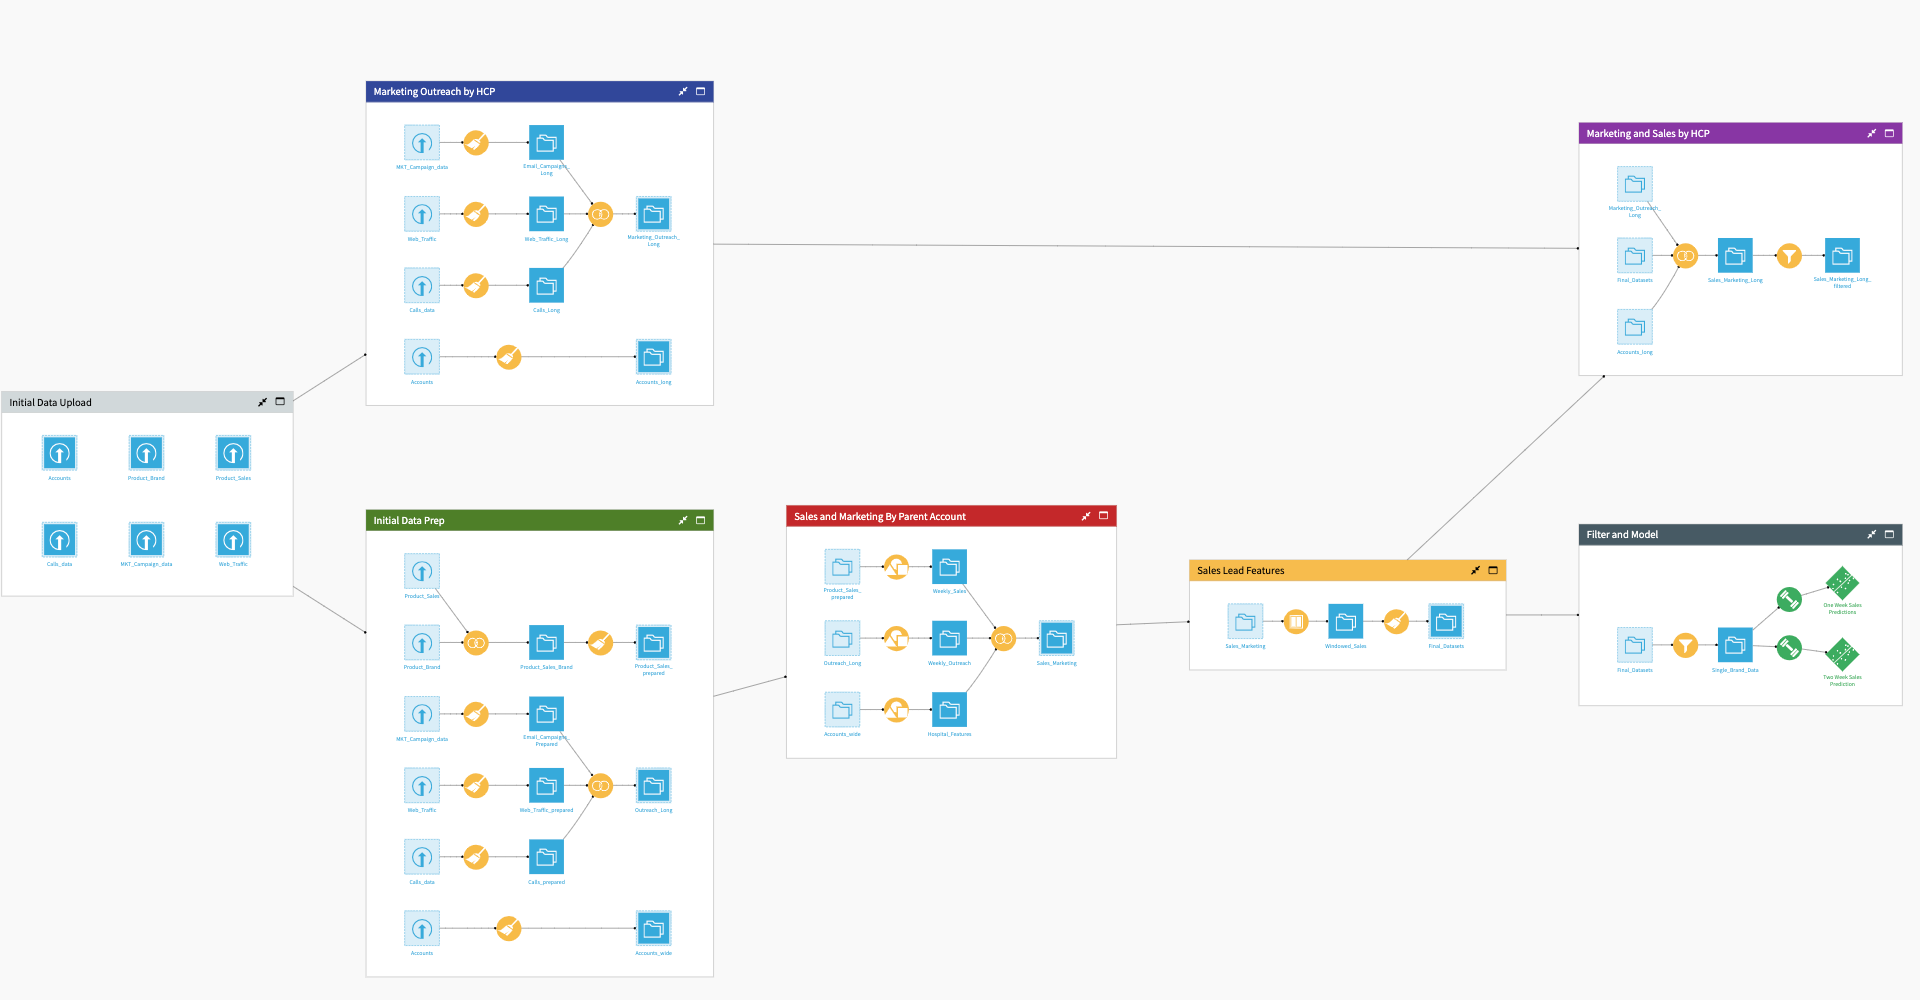 Marketing Outreach by HCP
MKT_Campaign_data
Email_Campaigns_
Long
Web_Traffic
Web_Traffic_Long
Marketing_Outreach_
Long
Calls_data
Calls_Long
Accounts
Accounts_long
Initial Data Upload
Accounts
Product_Brand
Product_Sales
Calls_data
MKT_Campaign_data
Web_Traffic
Initial Data Prep
Product_Sales
Product_Brand
Product_Sales_Brand
Product_Sales_
prepared
MKT_Campaign_data
Email_Campaigns_
Prepared
Web_Traffic
Web_Traffic_prepared
Outreach_Long
Calls_data
Calls_prepared
Accounts
Accounts_wide
Sales and Marketing By Parent Account
Product_Sales_
prepared
Weekly_Sales
Outreach_Long
Weekly_Outreach
Sales_Marketing
Accounts_wide
Hospital_Features
Sales Lead Features
Sales_Marketing
Windowed_Sales
Final_Datasets
Marketing and Sales by HCP
Marketing_Outreach_
Long
Final_Datasets
Sales_Marketing_Long
Sales_Marketing_Long_
filtered
Accounts_long
Filter and Model
One Week Sales
Predictions
Final_Datasets
Single_Brand_Data
Two Week Sales
Prediction